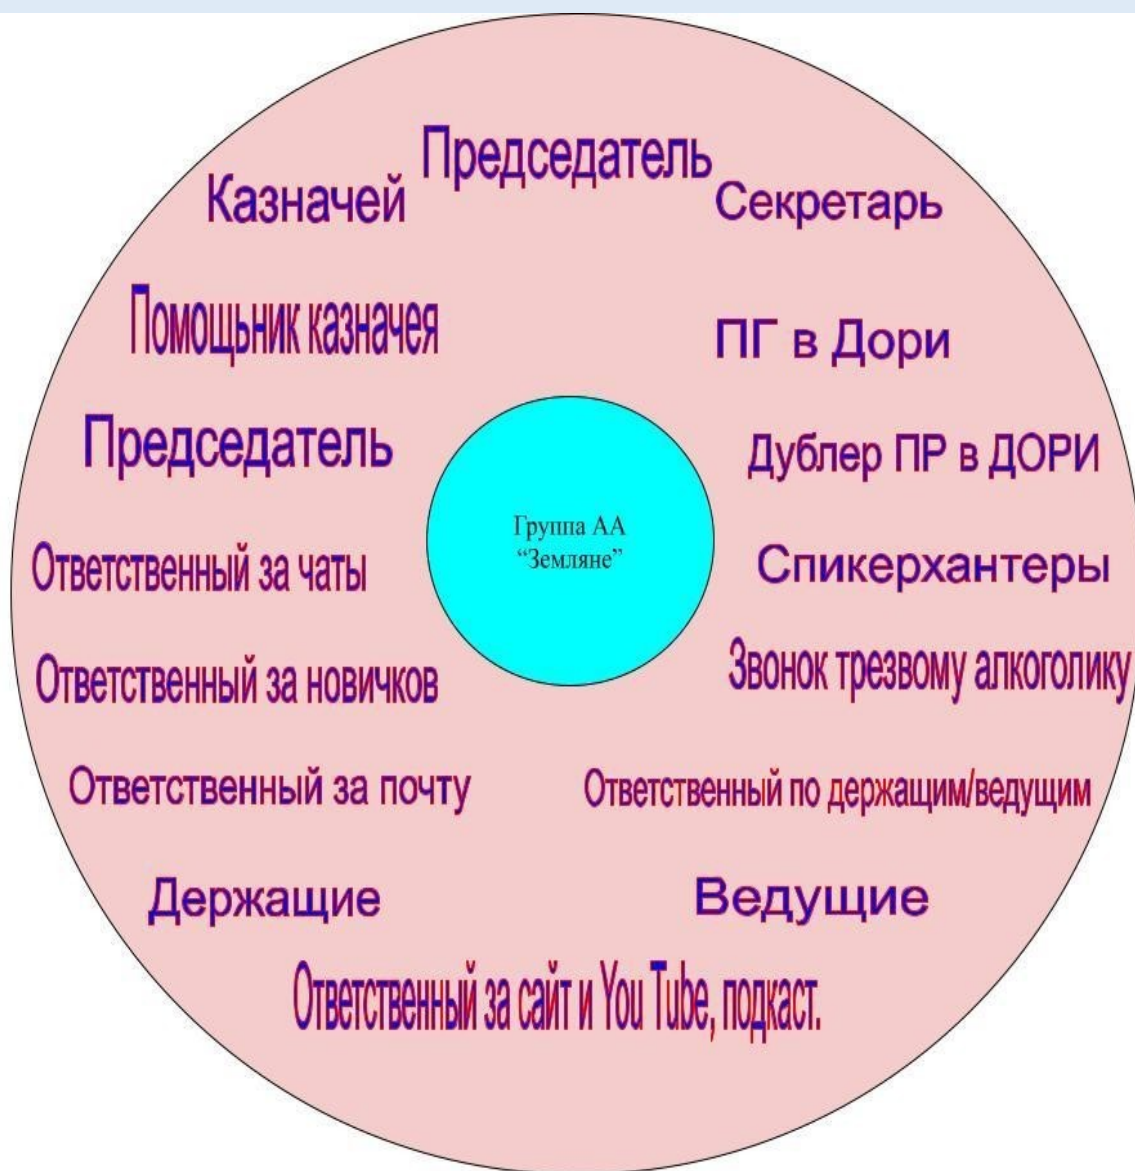 Председатель
Казначей
Секретарь
Помощьник казначея
ПГ в Дори
Председатель
Дублер ПР в ДОРИ
Группа АА
“Земляне”
Ответственный за чаты
Спикерхантеры
Ответственный за новичков
Звонок трезвому алкоголику
Ответственный за почту
Ответственный по держащим/ведущим
Держащие
Ведущие
Ответственный за сайт и You Tube, подкаст.